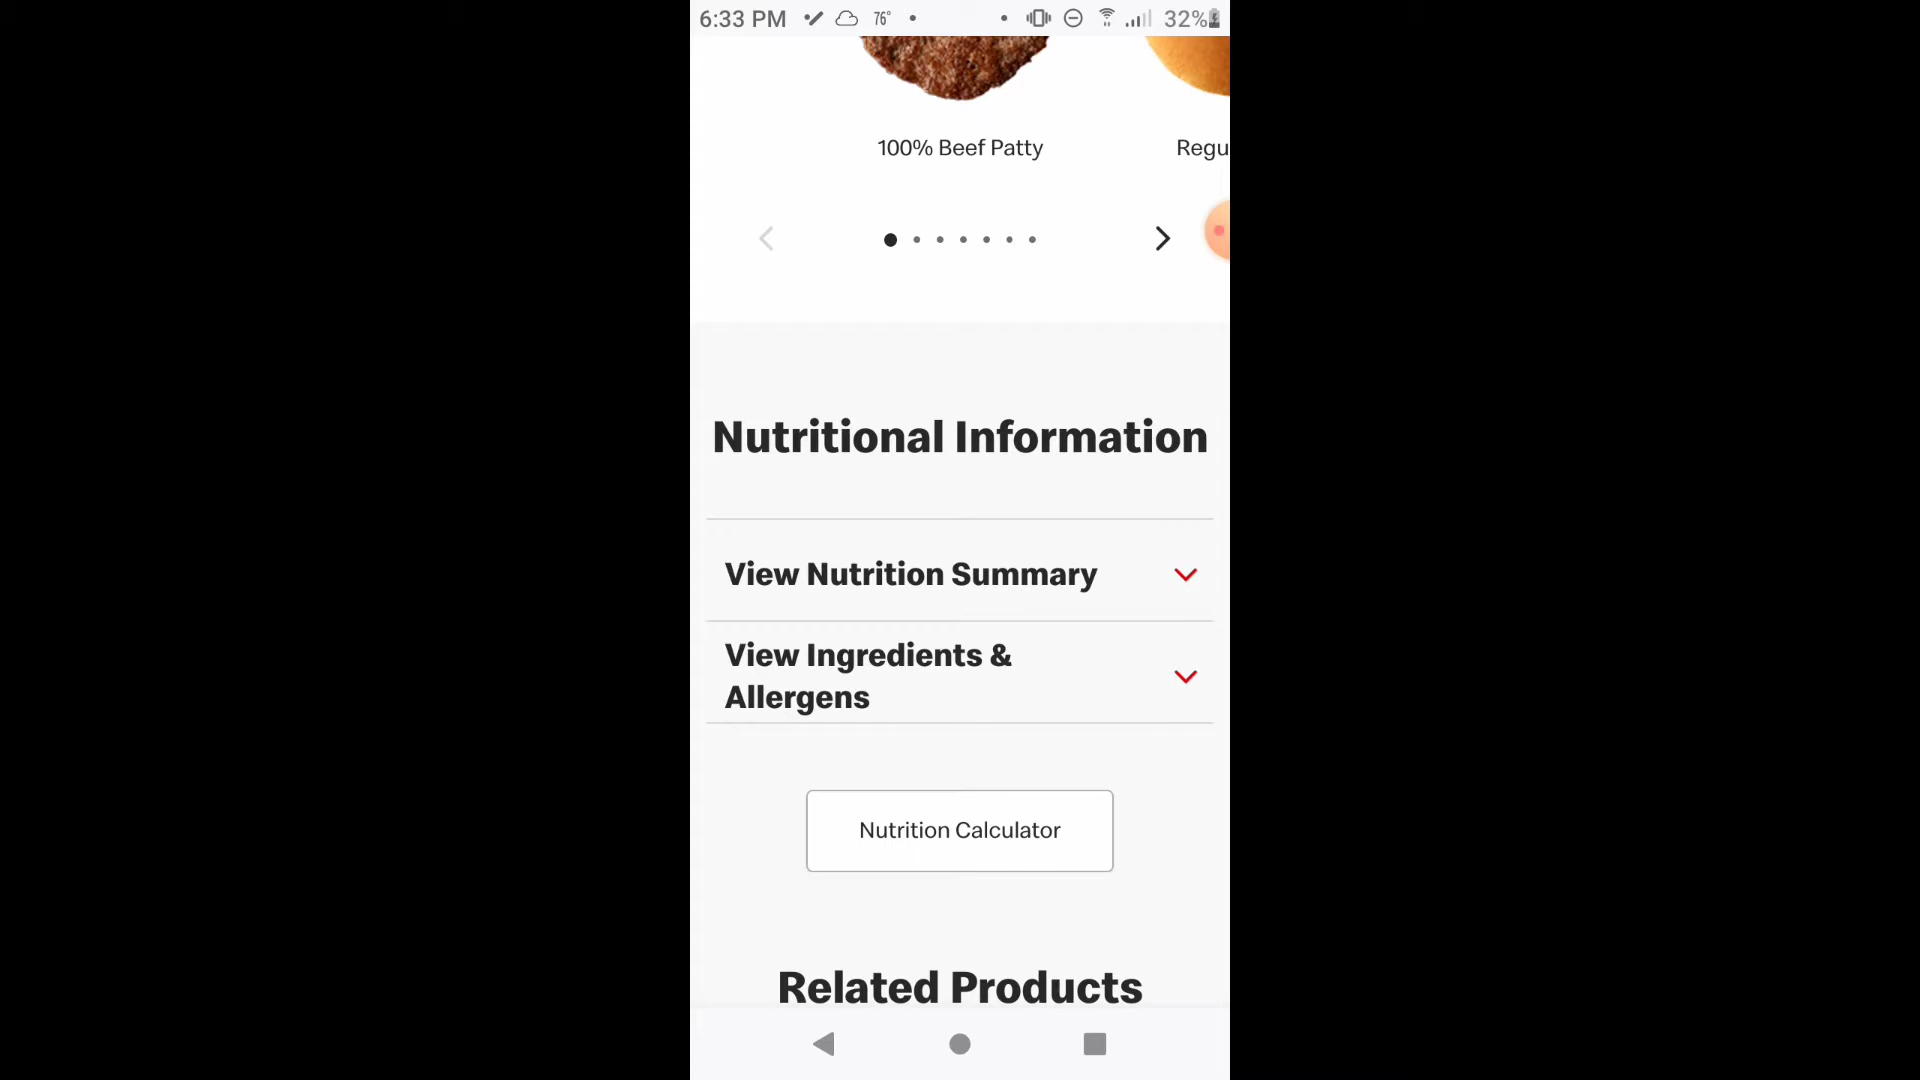 6:33 PM 76° 32%
100% Beef Patty Regu
Nutritional Information
View Nutrition Summary
View Ingredients &
Allergens
Nutrition Calculator
Related Products